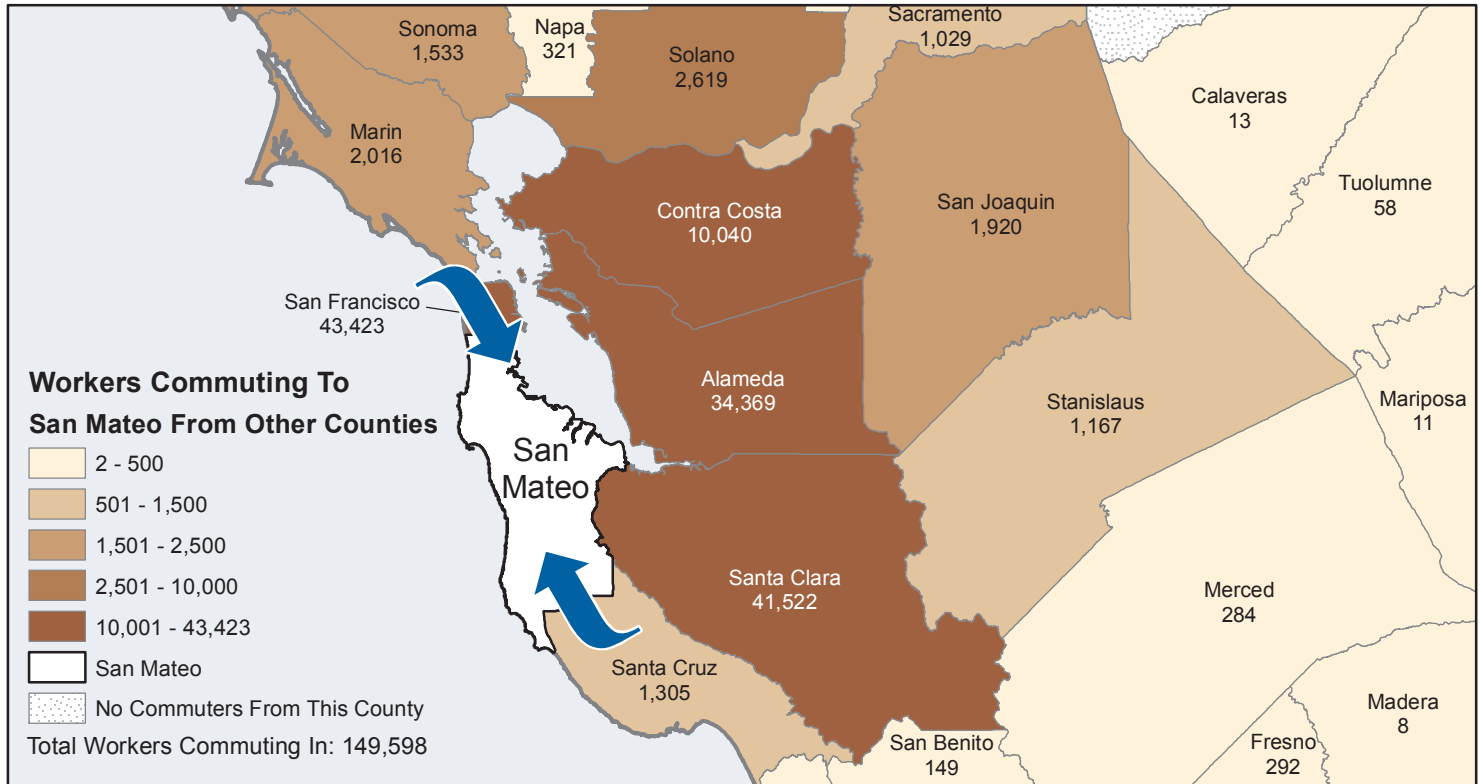 Sonoma
1,533
Napa
321
Solano
2,619
Sacramento
1,029
Calaveras
13
Marin
2,016
Tuolumne
58
Contra Costa
10,040
San Joaquin
1,920
San Francisco
43,423
Alameda
34,369
Stanislaus
1,167
Mariposa
11
San
Mateo
Santa Clara
41,522
Merced
284
Santa Cruz
1,305
Madera
8
San Benito
149
Fresno
292
Workers Commuting To
San Mateo From Other Counties
2 - 500
501 - 1,500
1,501 - 2,500
2,501 - 10,000
10,001 - 43,423
San Mateo
No Commuters From This County
Total Workers Commuting In: 149,598